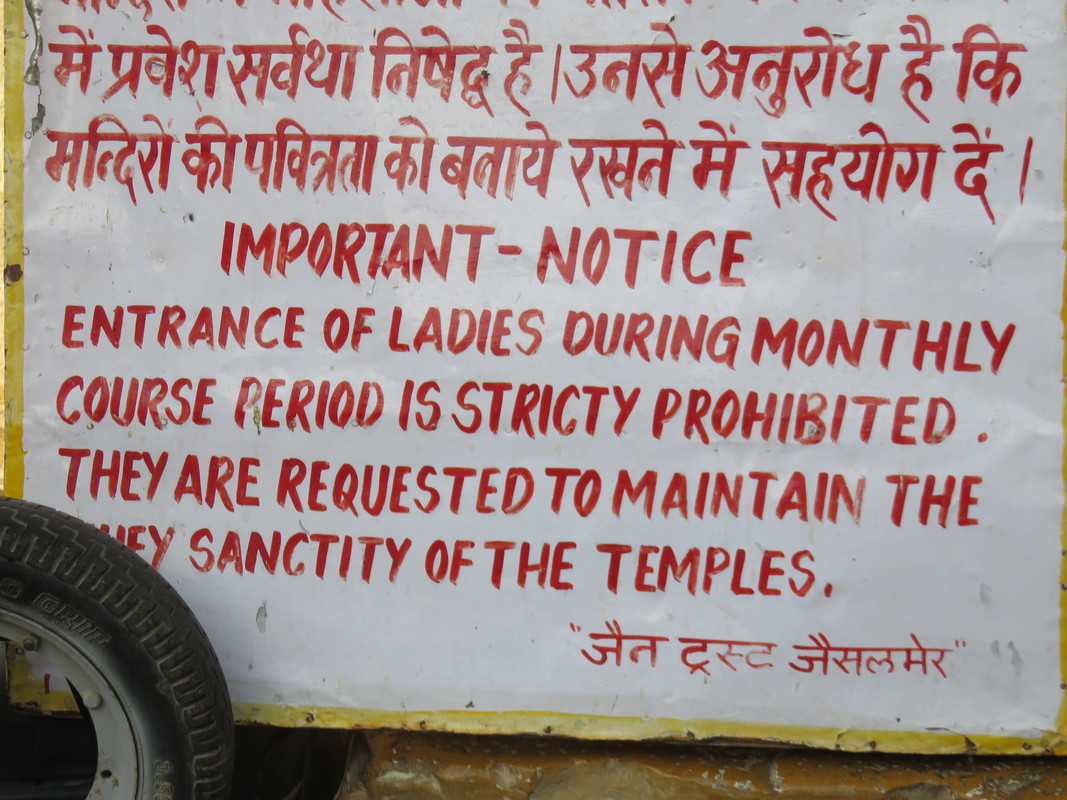 में प्रवेश सर्वथा निषेद्व है । उनसे अनुरोध है कि
मन्दिरों की पवित्रता को बनाये रखने में सहयोग दें ।
IMPORTANT - NOTICE
ENTRANCE OF LADIES DURING MONTHLY
COURSE PERIOD IS STRICTY PROHIBITED .
THEY ARE REQUESTED TO MAINTAIN THE
SANCTITY OF THE TEMPLES.
"जैन ट्रस्ट जैसलमेर"
GRIP